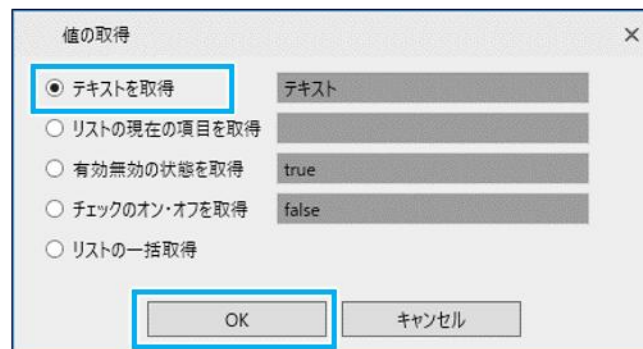 値の取得
テキストを取得 テキスト
リストの現在の項目を取得
有効無効の状態を取得 true
チェックのオン・オフを取得 false
リストの一括取得
OK キャンセル